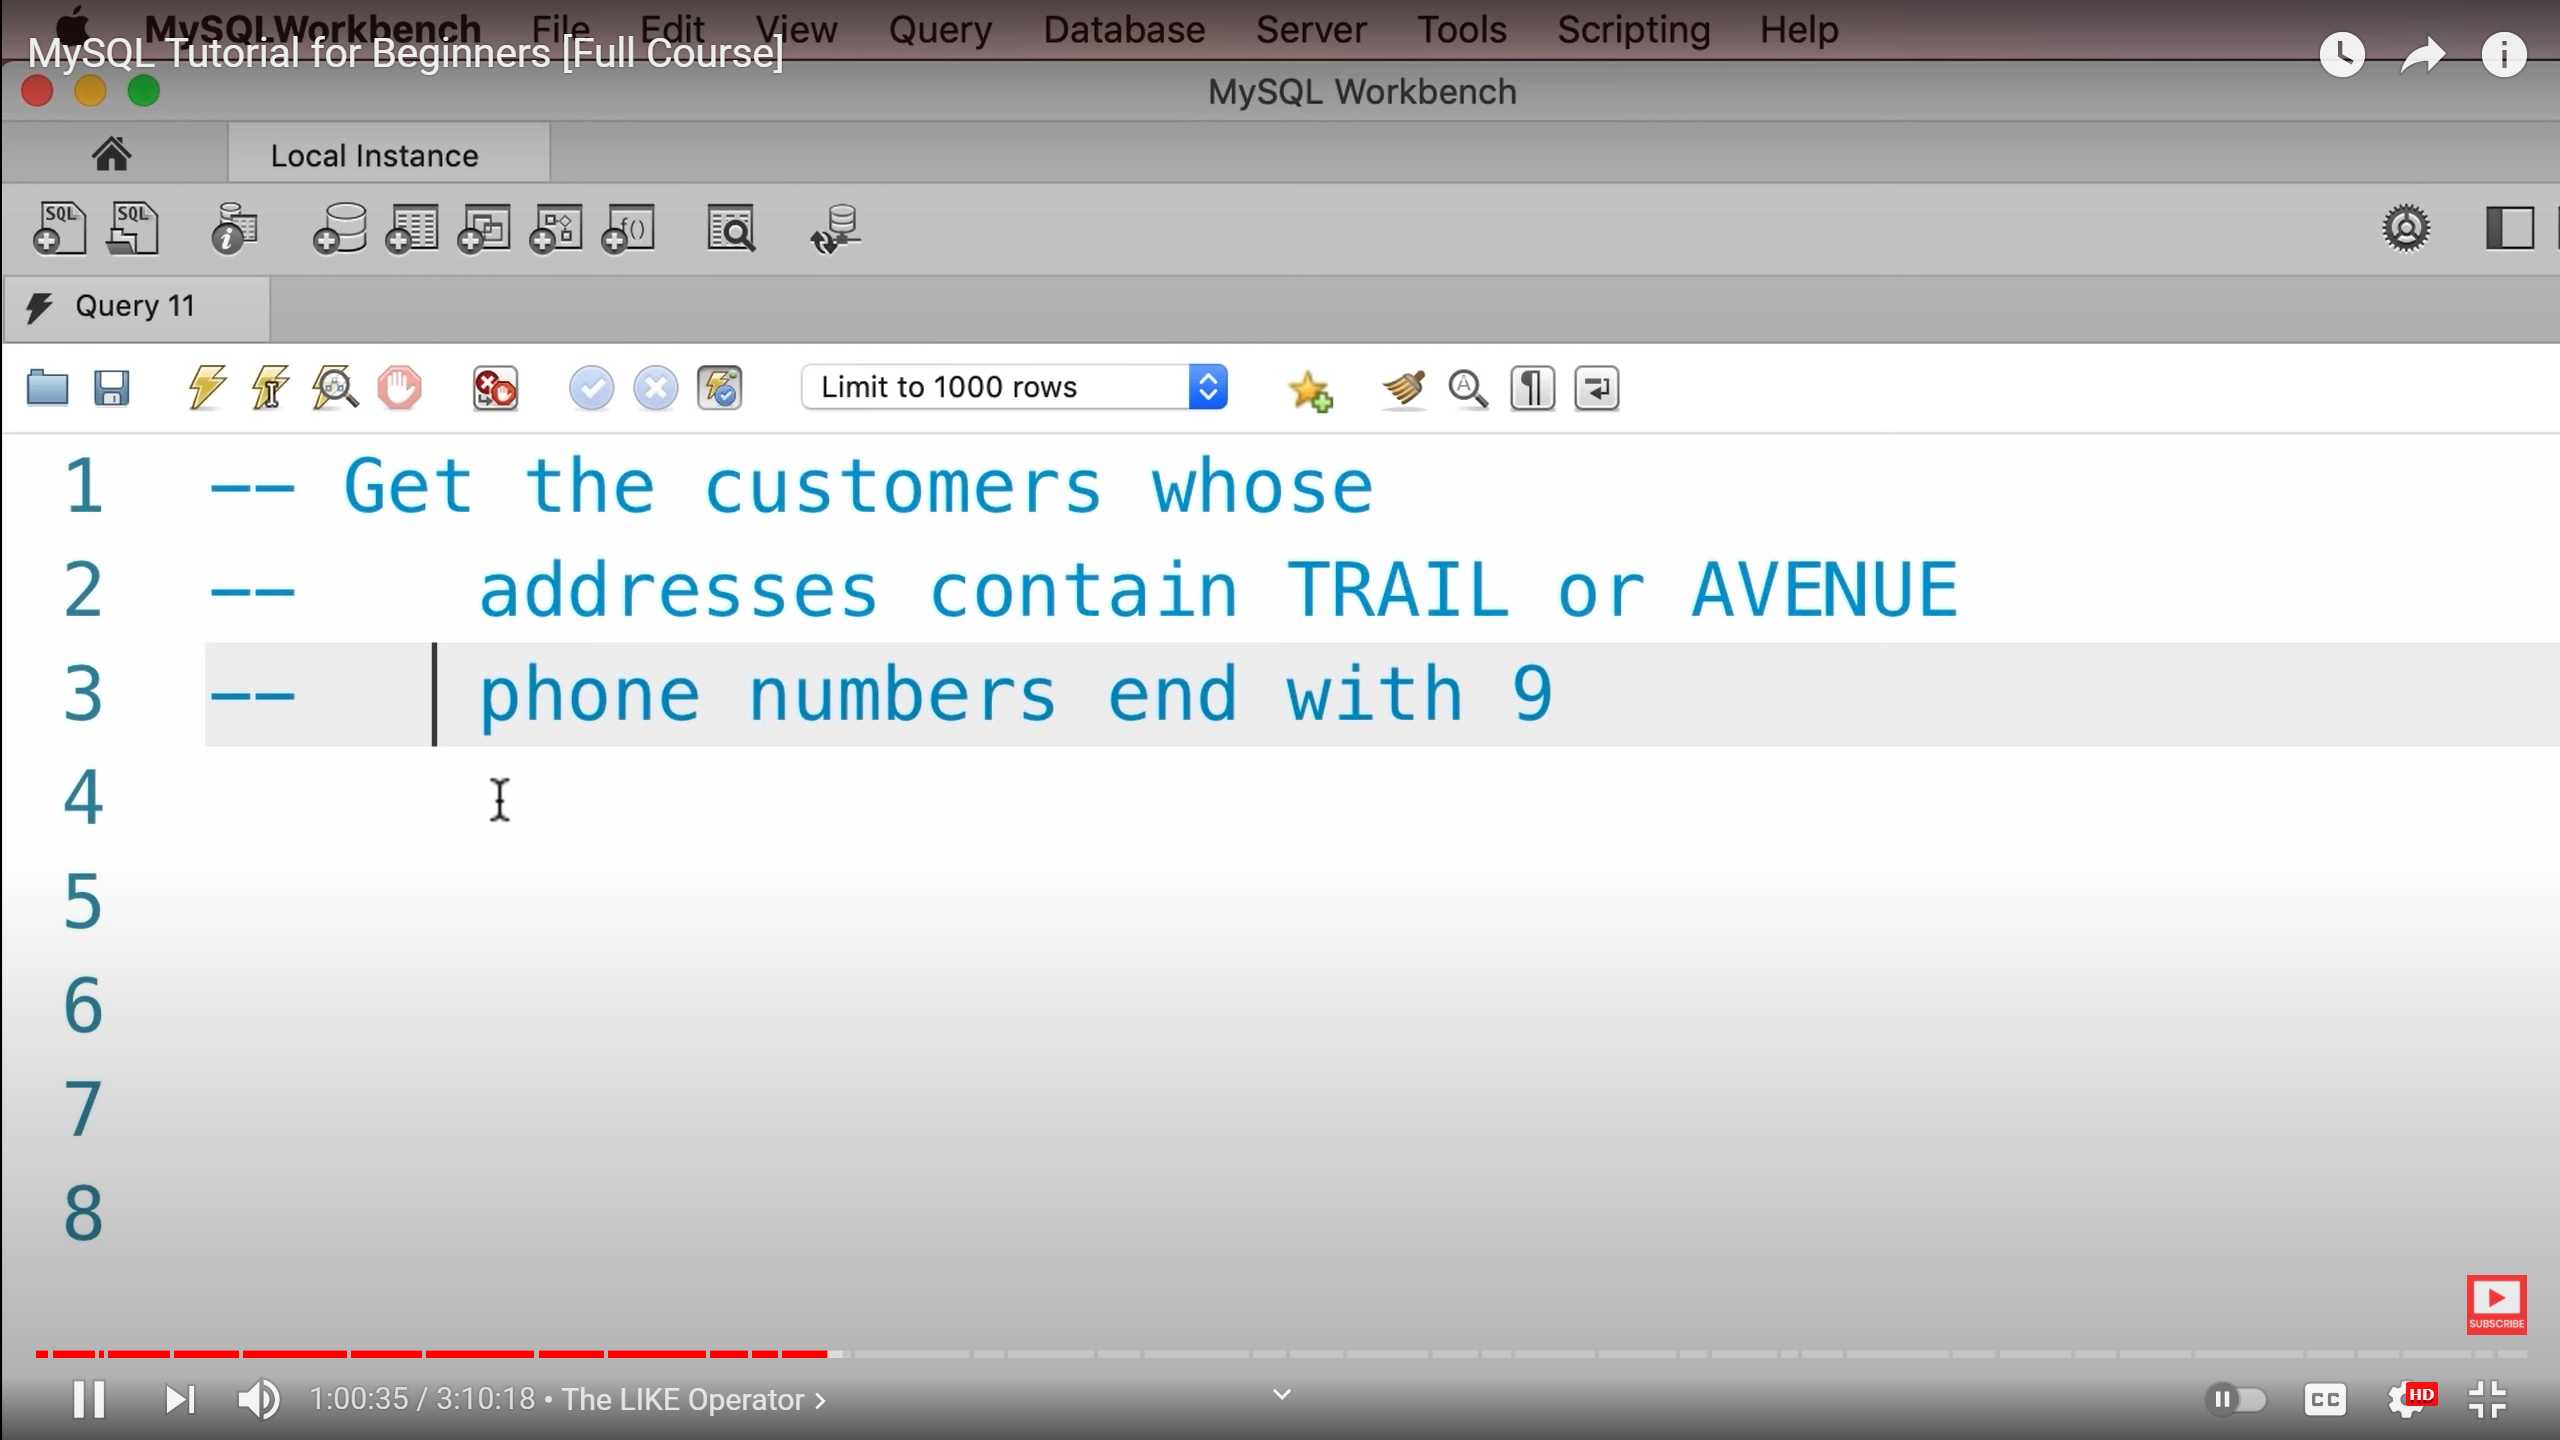 MySQLWorkbench File Edit View Query Database Server Tools Scripting Help
MySQL Tutorial for Beginners [Full Course]
MySQL Workbench
Local Instance
SQL SQL f()
Query 11
Limit to 1000 rows
1 -- Get the customers whose
2 -- addresses contain TRAIL or AVENUE
3 -- phone numbers end with 9
4
5
6
7
8
SUBSCRIBE
1:00:35 / 3:10:18 • The LIKE Operator
CC HD